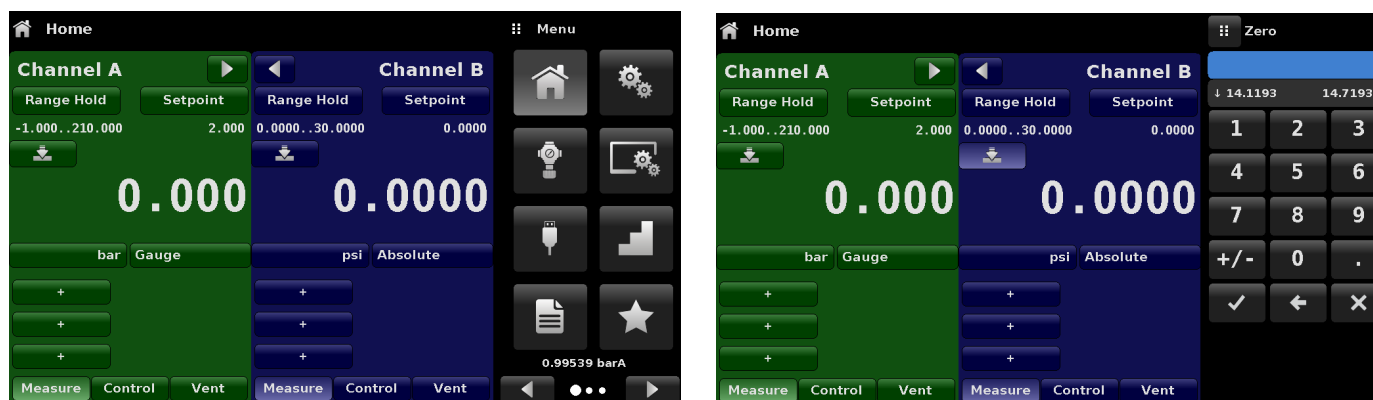 Home
Menu
Channel A
Channel B
Range Hold Setpoint
Range Hold Setpoint
-1.000..210.000 2.000
0.0000..30.0000 0.0000
0.000
0.0000
bar Gauge
psi Absolute
+ +
+ +
+ +
0.99539 barA
Measure Control Vent
Measure Control Vent
Home
Zero
Channel A
Channel B
↓ 14.1193 14.7193
Range Hold Setpoint
Range Hold Setpoint
-1.000..210.000 2.000
0.0000..30.0000 0.0000
0.000
0.0000
bar Gauge
psi Absolute
+ +
+ +
+ +
Measure Control Vent
Measure Control Vent
1 2 3
4 5 6
7 8 9
+/- 0 .